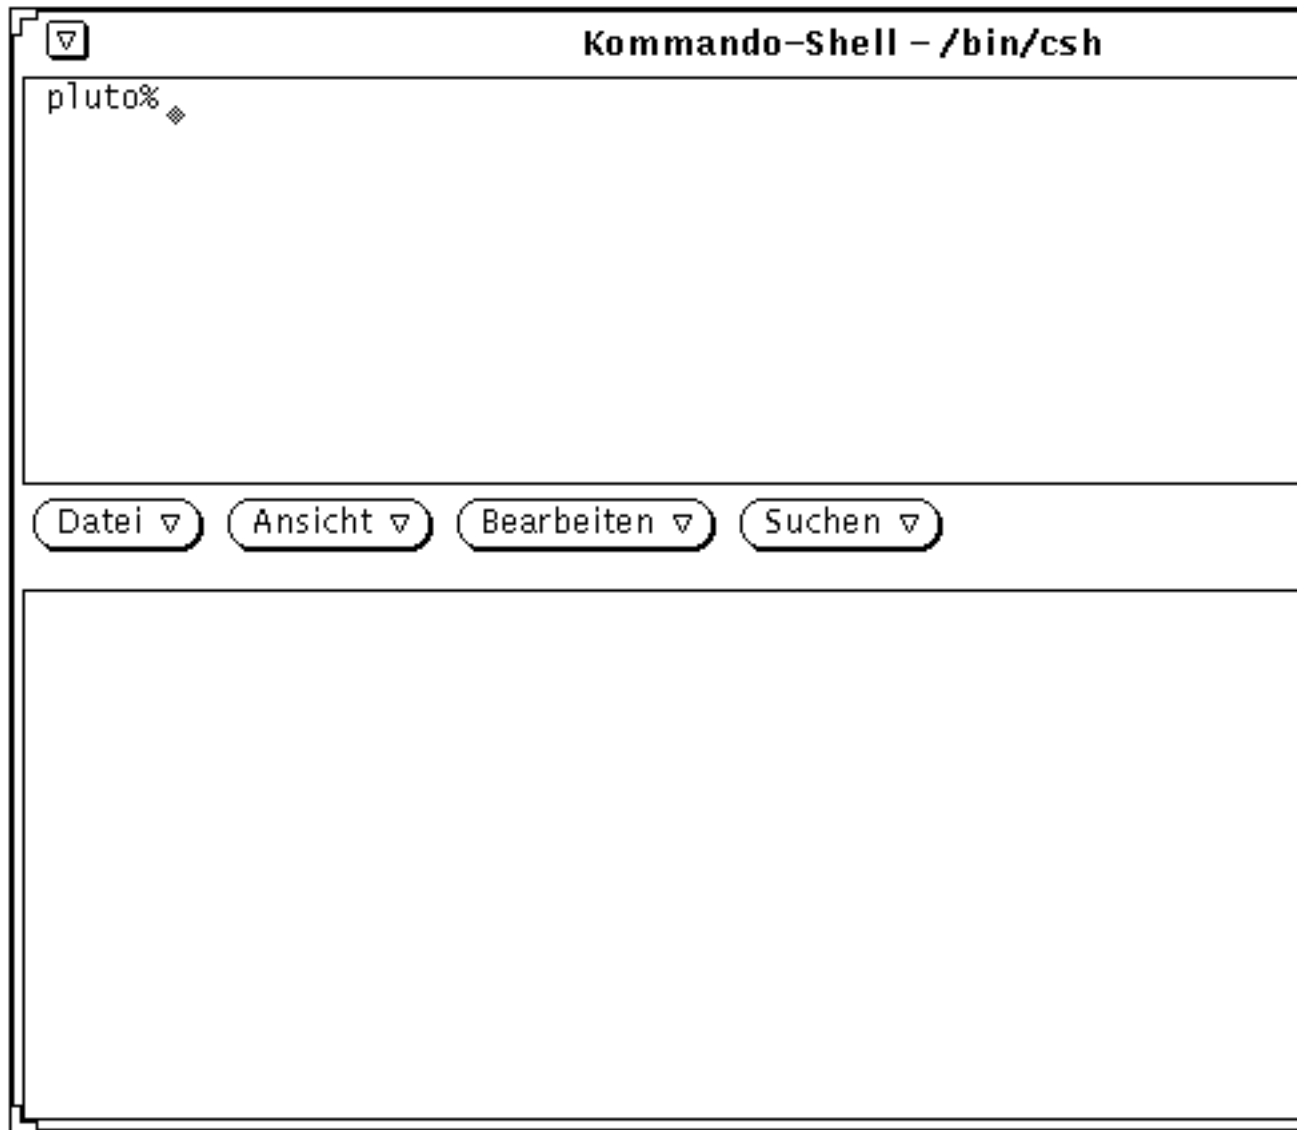 Kommando-Shell - /bin/csh
pluto%
Datei Ansicht Bearbeiten Suchen